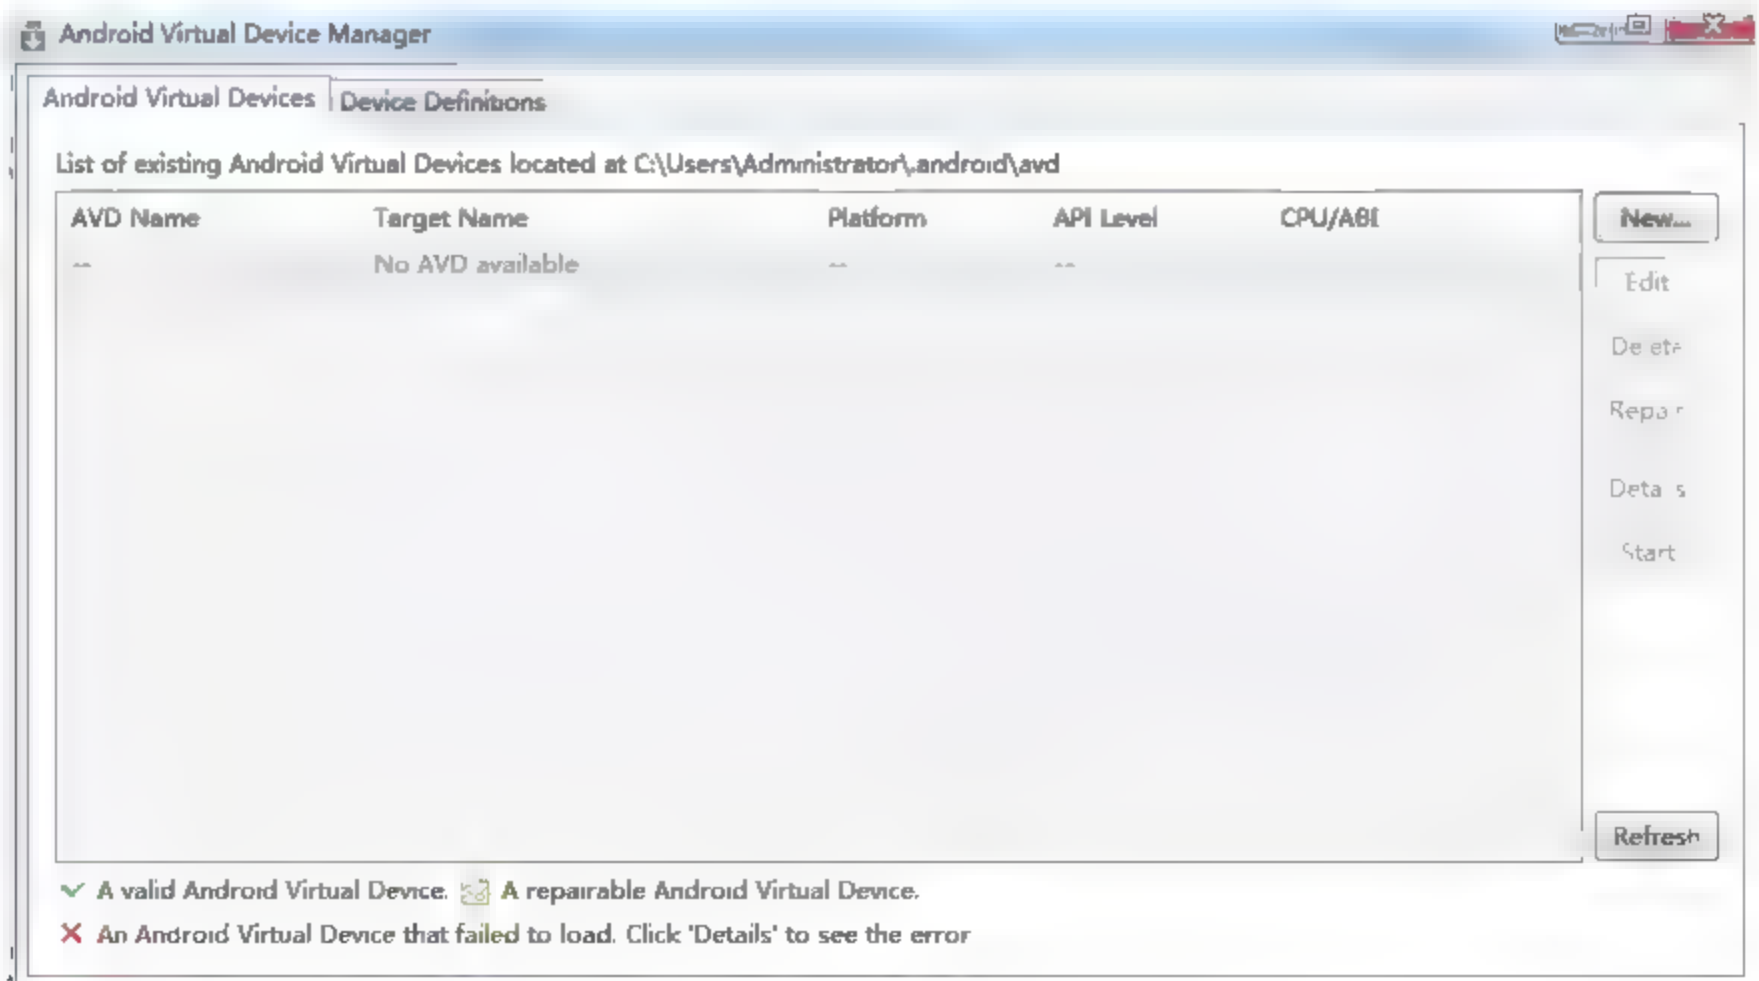 Android Virtual Device Manager
Android Virtual Devices Device Definitions
List of existing Android Virtual Devices located at C:\Users\Administrator\.android\avd
AVD Name Target Name Platform API Level CPU/ABI New...
-- No AVD available -- --
Edit
Delete
Repair
Details
Start
Refresh
A valid Android Virtual Device. A repairable Android Virtual Device.
An Android Virtual Device that failed to load. Click 'Details' to see the error